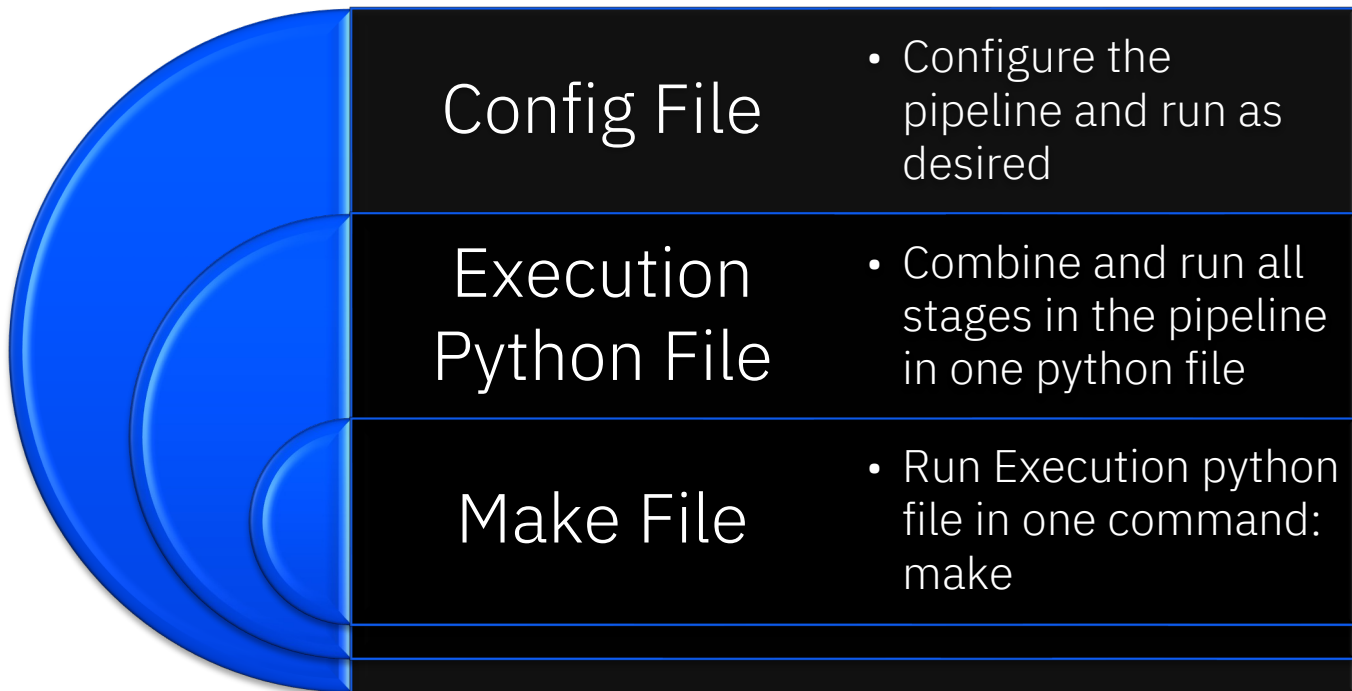 Config File
• Configure the
pipeline and run as
desired
Execution
Python File
• Combine and run all
stages in the pipeline
in one python file
Make File
• Run Execution python
file in one command:
make